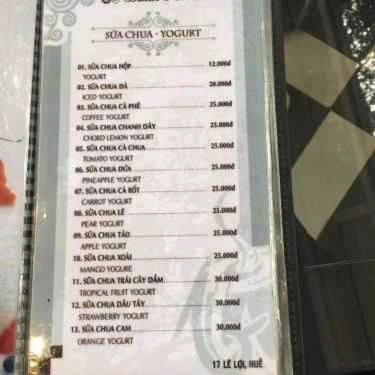 SỮA CHUA - YOGURT
01. SỮA CHUA HỘP 12.000đ
YOGURT
02. SỮA CHUA ĐÁ 20.000đ
ICED YOGURT
03. SỮA CHUA CÀ PHÊ 25.000đ
COFFEE YOGURT
04. SỮA CHUA CHANH DÂY 25.000đ
CHORD LEMON YOGURT
05. SỮA CHUA CÀ CHUA 25.000đ
TOMATO YOGURT
06. SỮA CHUA DỨA 25.000đ
PINEAPPLE YOGURT
07. SỮA CHUA CÀ RỐT 25.000đ
CARROT YOGURT
08. SỮA CHUA LÊ 25.000đ
PEAR YOGURT
09. SỮA CHUA TÁO 25.000đ
APPLE YOGURT
10. SỮA CHUA XOÀI 25.000đ
MANGO YOGURE
11. SỮA CHUA TRÁI CÂY DẦM 30.000đ
TROPICAL FRUIT YOGURT
12. SỮA CHUA DÂU TÂY 30.000đ
STRAWBERRY YOGURT
13. SỮA CHUA CAM 30.000đ
ORANGE YOGURT
17 LÊ LỢI, HUẾ